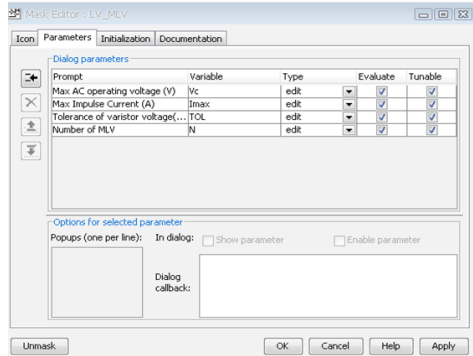 Mask Editor : LV_MLV
Icon Parameters Initialization Documentation
Dialog parameters
Prompt Variable Type Evaluate Tunable
Max AC operating voltage (V) Vc edit
Max Impulse Current (A) Imax edit
Tolerance of varistor voltage(... TOL edit
Number of MLV N edit
Options for selected parameter
Popups (one per line): In dialog: Show parameter Enable parameter
Dialog
callback:
Unmask OK Cancel Help Apply